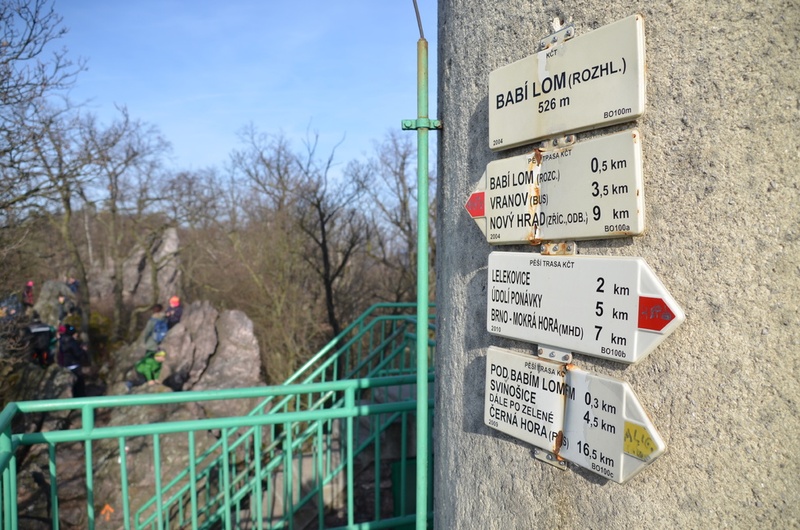 KČT
BABÍ LOM (ROZHL.)
526 m
2004 BO100m
PĚŠÍ TRASA KČT
BABÍ LOM (ROZC.) 0,5 KM
VRANOV (BUS) 3,5 KM
NOVÝ HRAD (ZŘÍC., ODB.) 9 KM
2004 BO100a
PĚŠÍ TRASA KČT
LELEKOVICE 2 km
ÚDOLÍ PONÁVKY 5 km
BRNO - MOKRÁ HORA (MHD) 7 km
2010 BO100b
PĚŠÍ TRASA KČT
POD BABÍM LOMEM 0,3 KM
SVINOŠICE 4,5 KM
DÁLE PO ZELENÉ
ČERNÁ HORA (BUS) 16,5 KM
BO100c